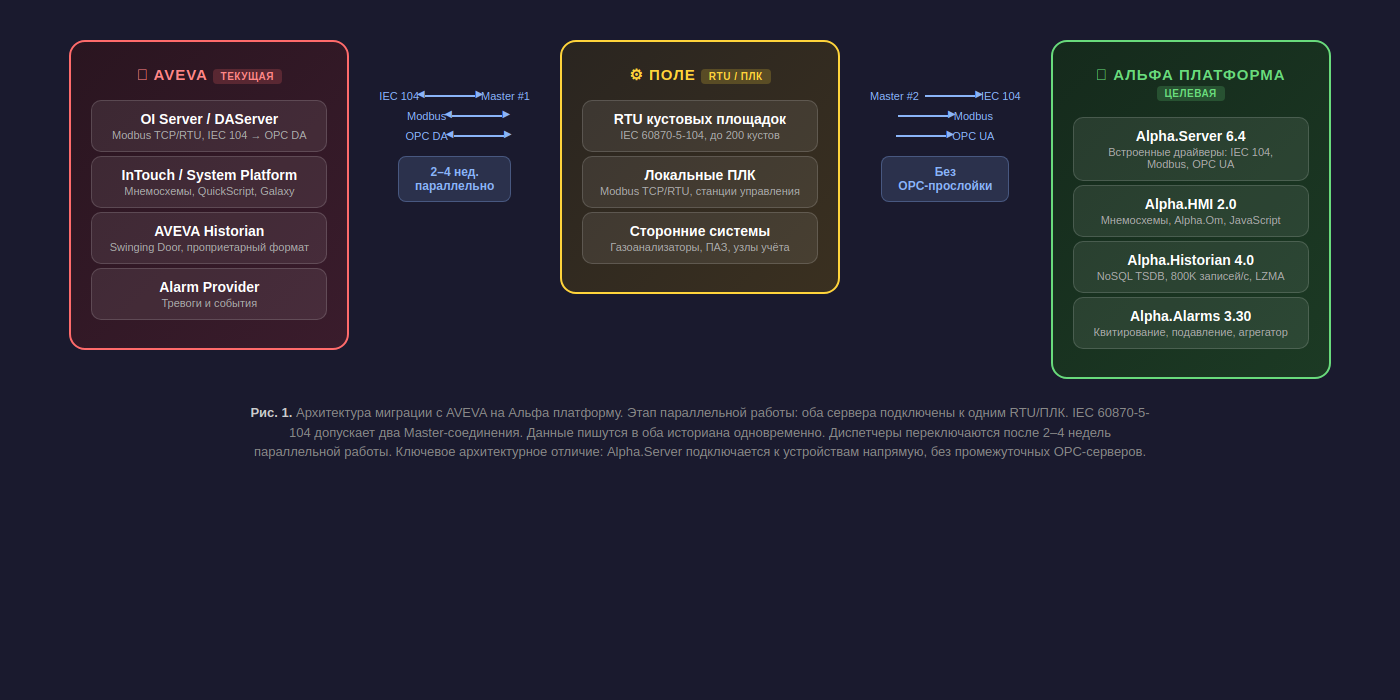 AVEVA ТЕКУЩАЯ
OI Server / DAServer
Modbus TCP/RTU, IEC 104 → OPC DA
InTouch / System Platform
Мнемосхемы, QuickScript, Galaxy
AVEVA Historian
Swinging Door, проприетарный формат
Alarm Provider
Тревоги и события
IEC 104 Master #1
Modbus
OPC DA
2–4 нед.
параллельно
⚙ ПОЛЕ RTU / ПЛК
RTU кустовых площадок
IEC 60870-5-104, до 200 кустов
Локальные ПЛК
Modbus TCP/RTU, станции управления
Сторонние системы
Газоанализаторы, ПАЗ, узлы учёта
Master #2 IEC 104
Modbus
OPC UA
Без
OPC-прослойки
АЛЬФА ПЛАТФОРМА
ЦЕЛЕВАЯ
Alpha.Server 6.4
Встроенные драйверы: IEC 104,
Modbus, OPC UA
Alpha.HMI 2.0
Мнемосхемы, Alpha.Om, JavaScript
Alpha.Historian 4.0
NoSQL TSDB, 800K записей/с, LZMA
Alpha.Alarms 3.30
Квитирование, подавление, агрегатор
Рис. 1. Архитектура миграции с AVEVA на Альфа платформу. Этап параллельной работы: оба сервера подключены к одним RTU/ПЛК. IEC 60870-5-
104 допускает два Master-соединения. Данные пишутся в оба историана одновременно. Диспетчеры переключаются после 2–4 недель
параллельной работы. Ключевое архитектурное отличие: Alpha.Server подключается к устройствам напрямую, без промежуточных OPC-серверов.